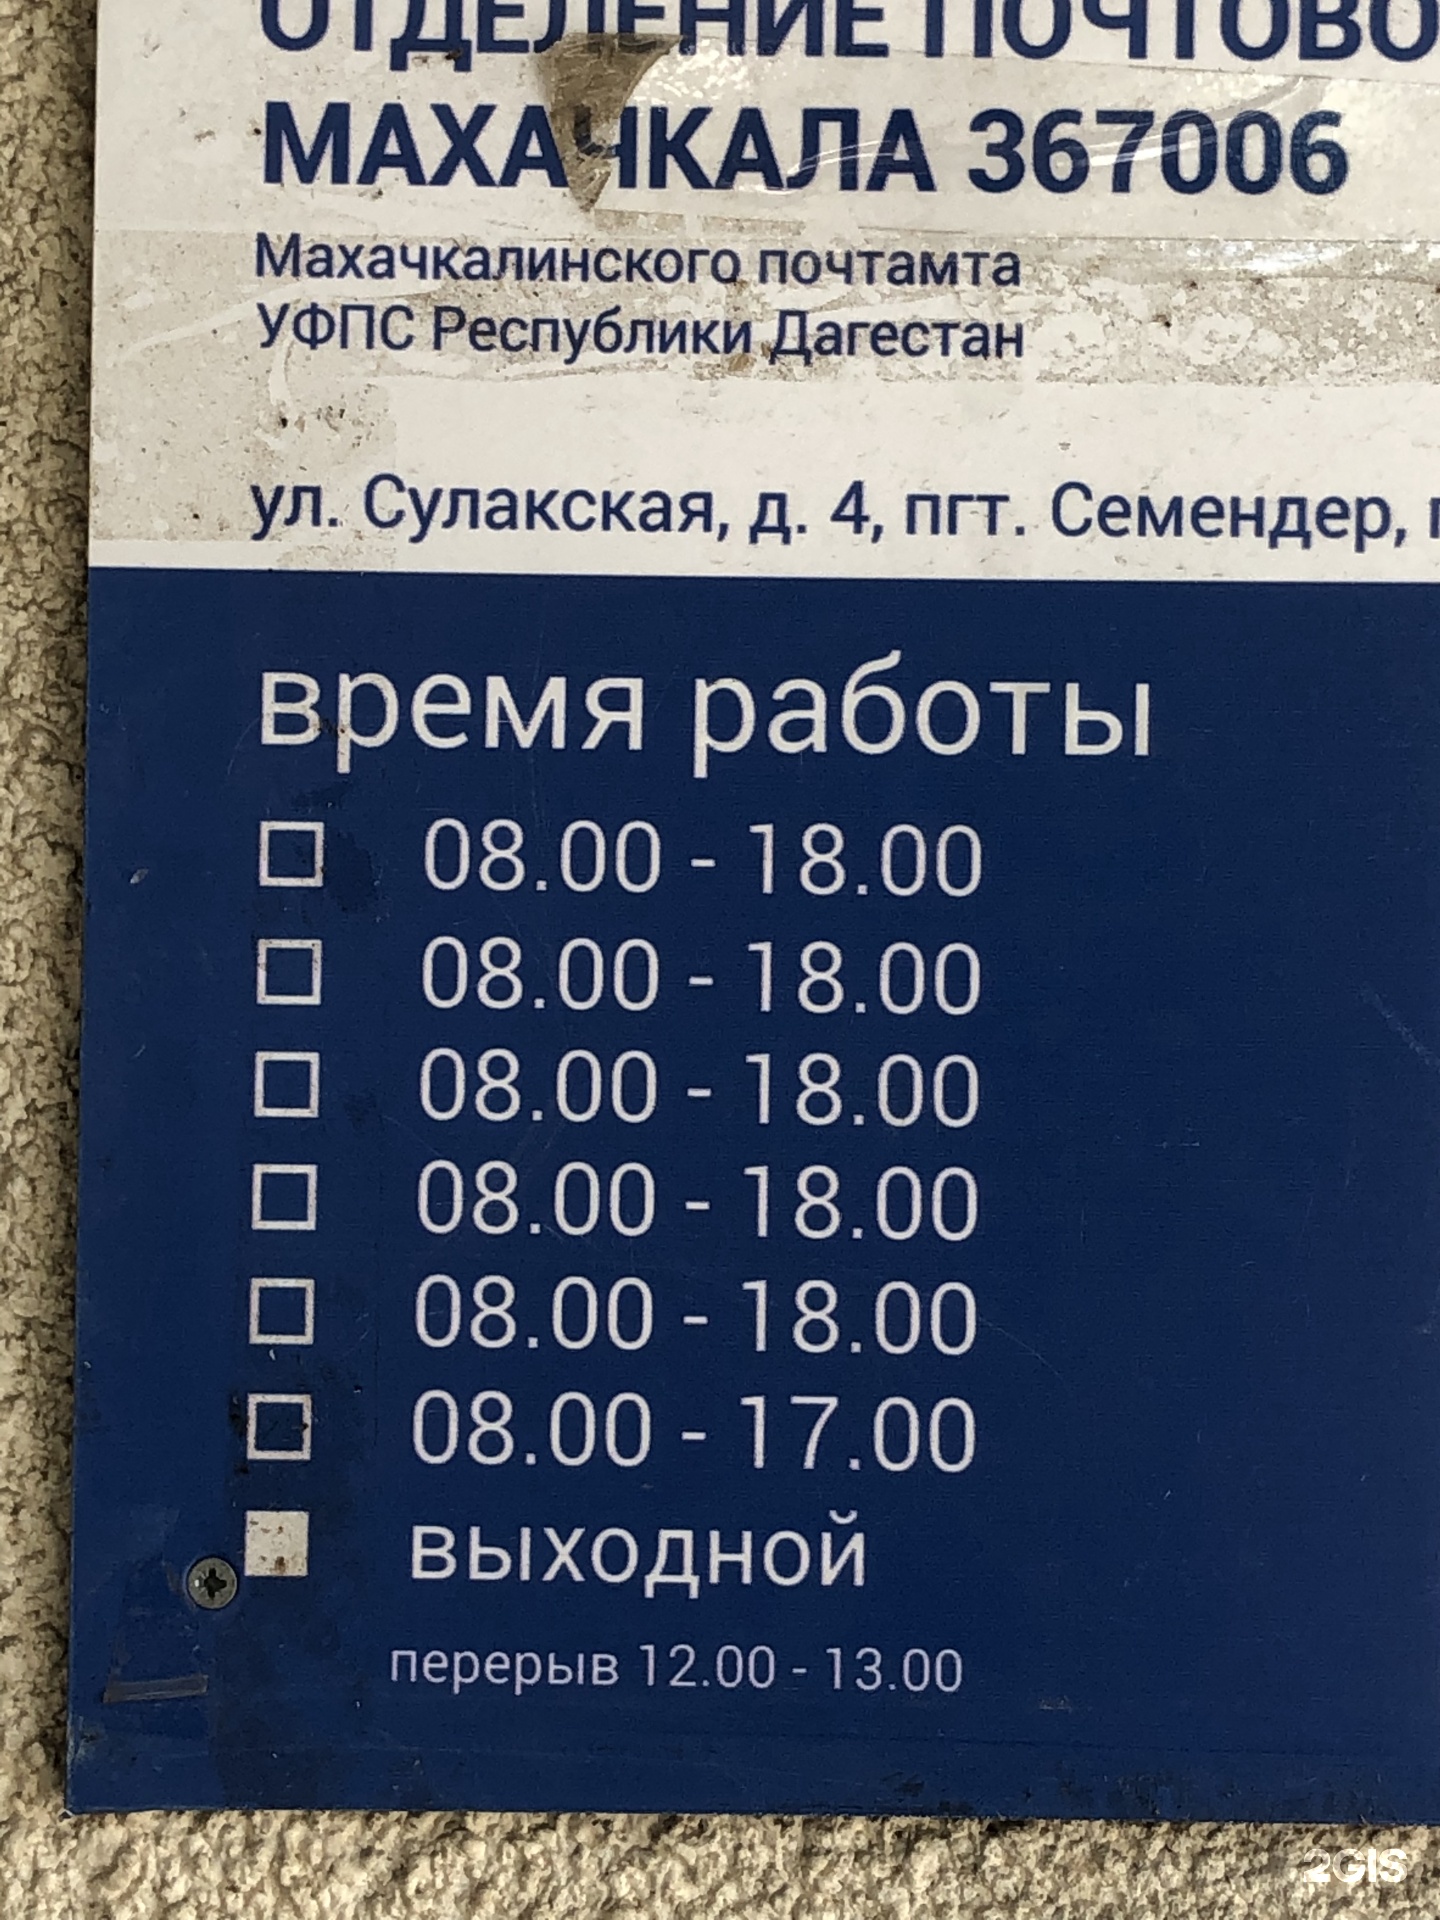 ОТДЕЛЕНИЕ ПОЧТОВО
МАХАЧКАЛА 367006
Махачкалинского почтамта
УФПС Республики Дагестан
ул. Сулакская, д. 4, пгт. Семендер,
время работы
08.00 - 18.00
08.00 - 18.00
08.00 - 18.00
08.00 - 18.00
08.00 - 18.00
08.00 - 17.00
выходной
перерыв 12.00 - 13.00
2GIS